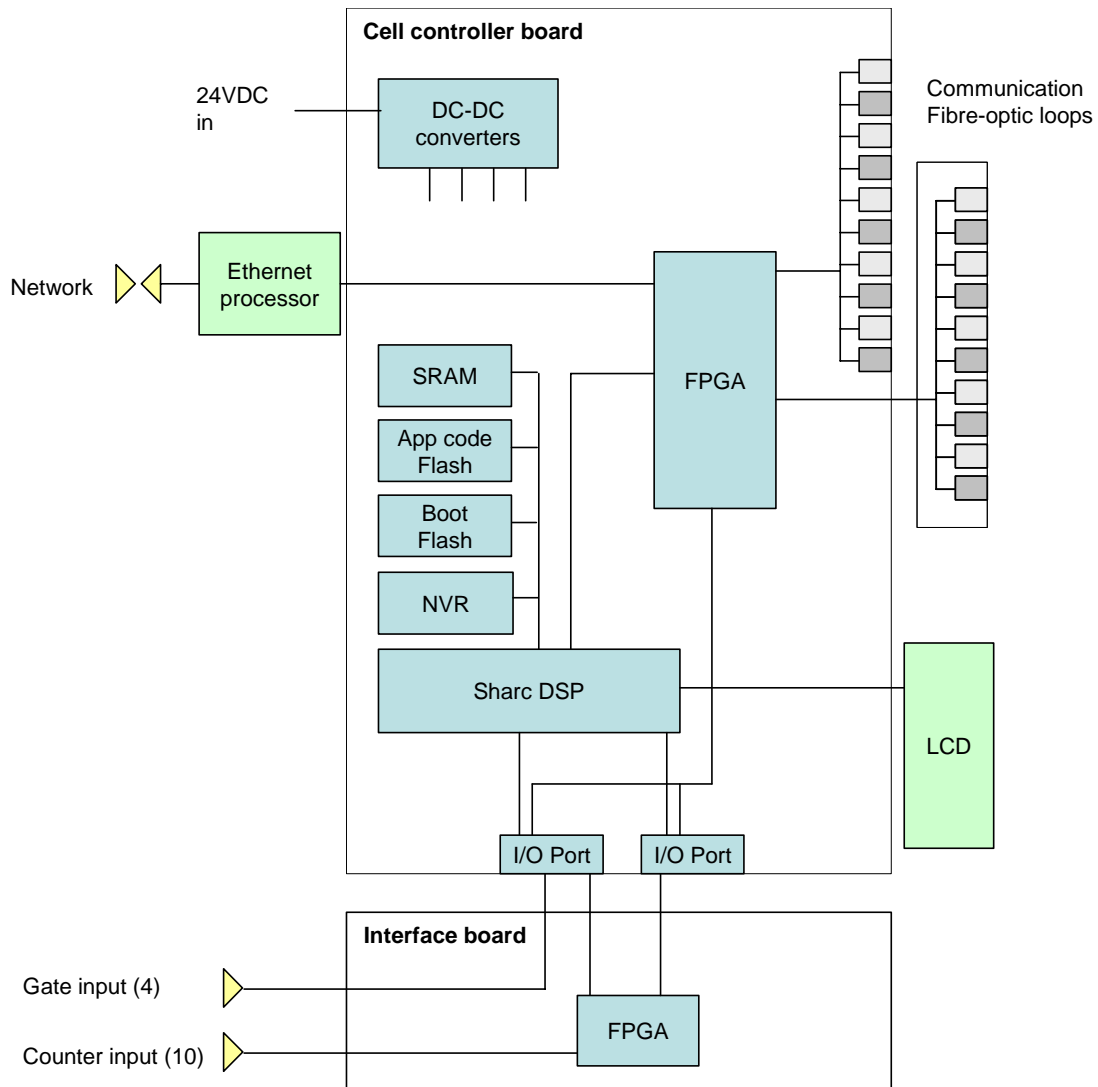 Cell controller board
24VDC
in
DC-DC
converters
Communication
Fibre-optic loops
Network
Ethernet
processor
FPGA
SRAM
App code
Flash
Boot
Flash
NVR
Sharc DSP
LCD
I/O Port
I/O Port
Interface board
Gate input (4)
FPGA
Counter input (10)